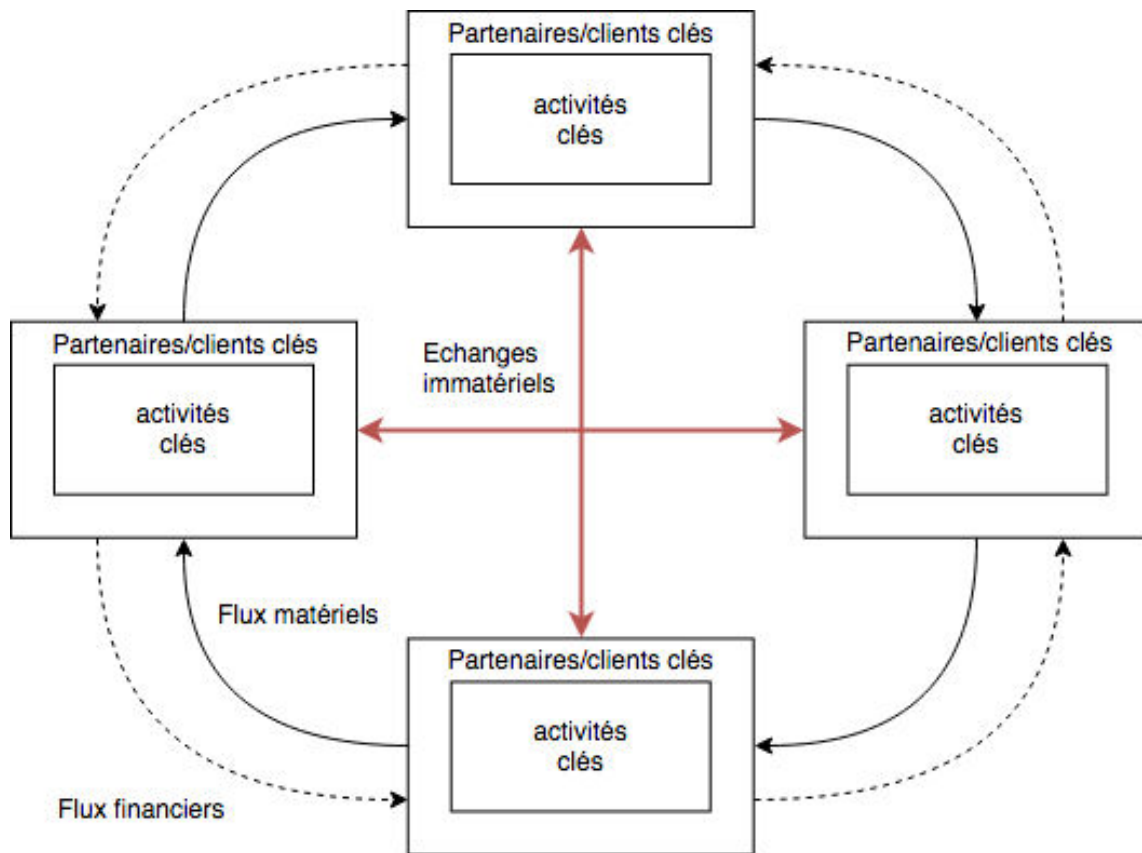 Partenaires/clients clés
activités
clés
Partenaires/clients clés
activités
clés
Echanges
immatériels
Partenaires/clients clés
activités
clés
Flux matériels
Partenaires/clients clés
activités
clés
Flux financiers